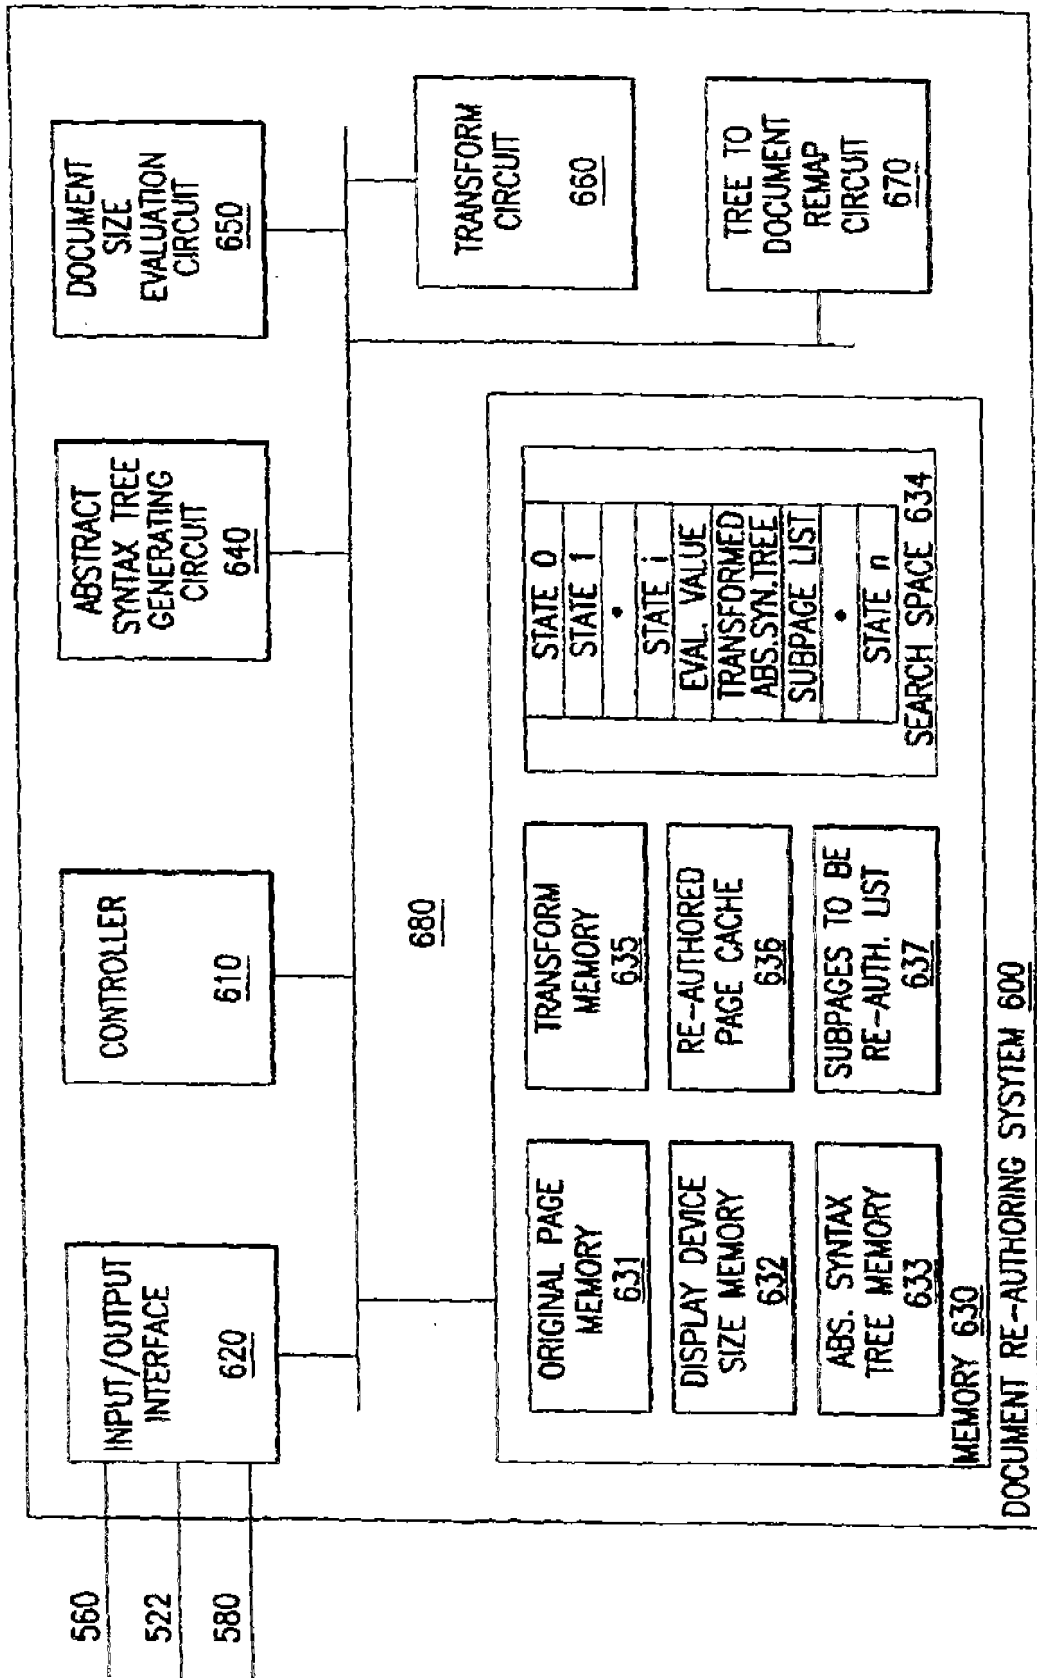 560
522
580
INPUT/OUTPUT
INTERFACE
620
CONTROLLER
610
ABSTRACT
SYNTAX TREE
GENERATING
CIRCUIT
640
DOCUMENT
SIZE
EVALUATION
CIRCUIT
650
680
TRANSFORM
CIRCUIT
660
TREE TO
DOCUMENT
REMAP
CIRCUIT
670
ORIGINAL PAGE
MEMORY
631
DISPLAY DEVICE
SIZE MEMORY
632
ABS. SYNTAX
TREE MEMORY
633
TRANSFORM
MEMORY
635
RE-AUTHORED
PAGE CACHE
636
SUBPAGES TO BE
RE-AUTH. LIST
637
STATE 0
STATE 1
•
STATE i
EVAL. VALUE
TRANSFORMED
ABS.SYN.TREE
SUBPAGE LIST
•
STATE n
SEARCH SPACE 634
MEMORY 630
DOCUMENT RE-AUTHORING SYSYTEM 600